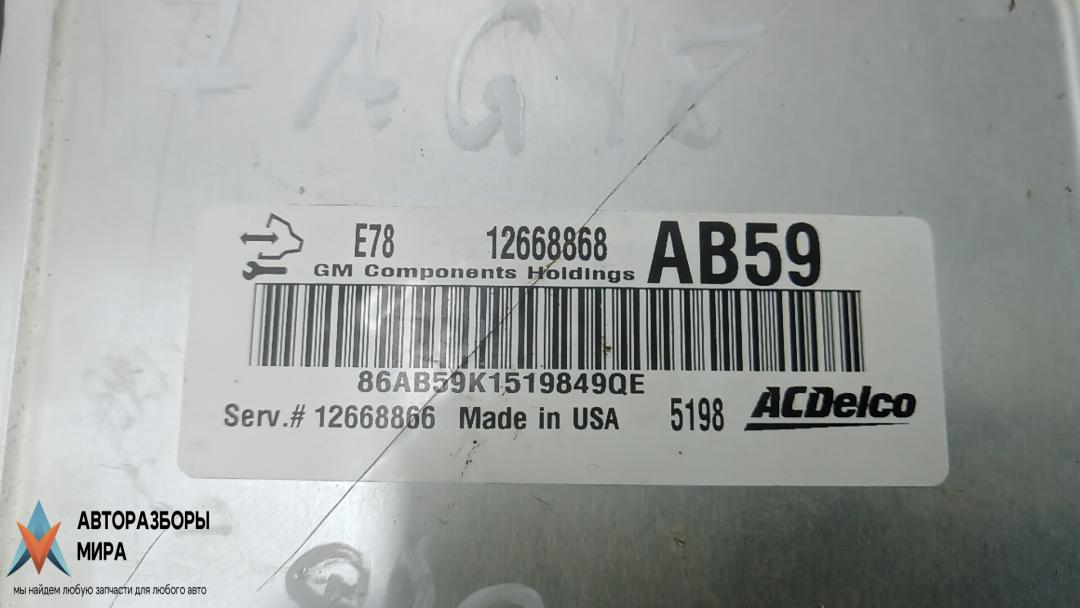 E78 12668868 AB59
GM Components Holdings
86AB59K1519849QE
Serv.# 12668866 Made in USA 5198 ACDelco
АВТОРАЗБОРЫ
МИРА
мы найдем любую запчасти для любого авто